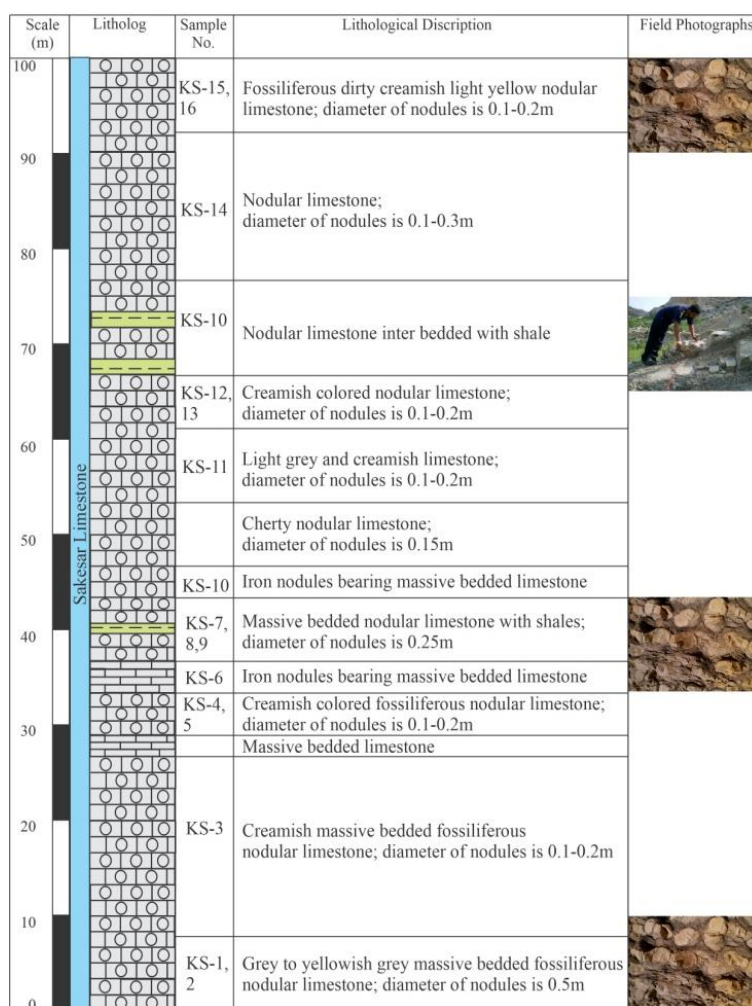 Scale
(m)
Litholog
Sample
No.
Lithological Discription
Field Photographs
100
90
80
70
60
50
40
30
20
10
0
Sakesar Limestone
KS-15,
16
Fossiliferous dirty creamish light yellow nodular
limestone; diameter of nodules is 0.1-0.2m
KS-14
Nodular limestone;
diameter of nodules is 0.1-0.3m
KS-10
Nodular limestone inter bedded with shale
KS-12,
13
Creamish colored nodular limestone;
diameter of nodules is 0.1-0.2m
KS-11
Light grey and creamish limestone;
diameter of nodules is 0.1-0.2m
Cherty nodular limestone;
diameter of nodules is 0.15m
KS-10
Iron nodules bearing massive bedded limestone
KS-7,
8,9
Massive bedded nodular limestone with shales;
diameter of nodules is 0.25m
KS-6
Iron nodules bearing massive bedded limestone
KS-4,
5
Creamish colored fossiliferous nodular limestone;
diameter of nodules is 0.1-0.2m
Massive bedded limestone
KS-3
Creamish massive bedded fossiliferous
nodular limestone; diameter of nodules is 0.1-0.2m
KS-1,
2
Grey to yellowish grey massive bedded fossiliferous
nodular limestone; diameter of nodules is 0.5m